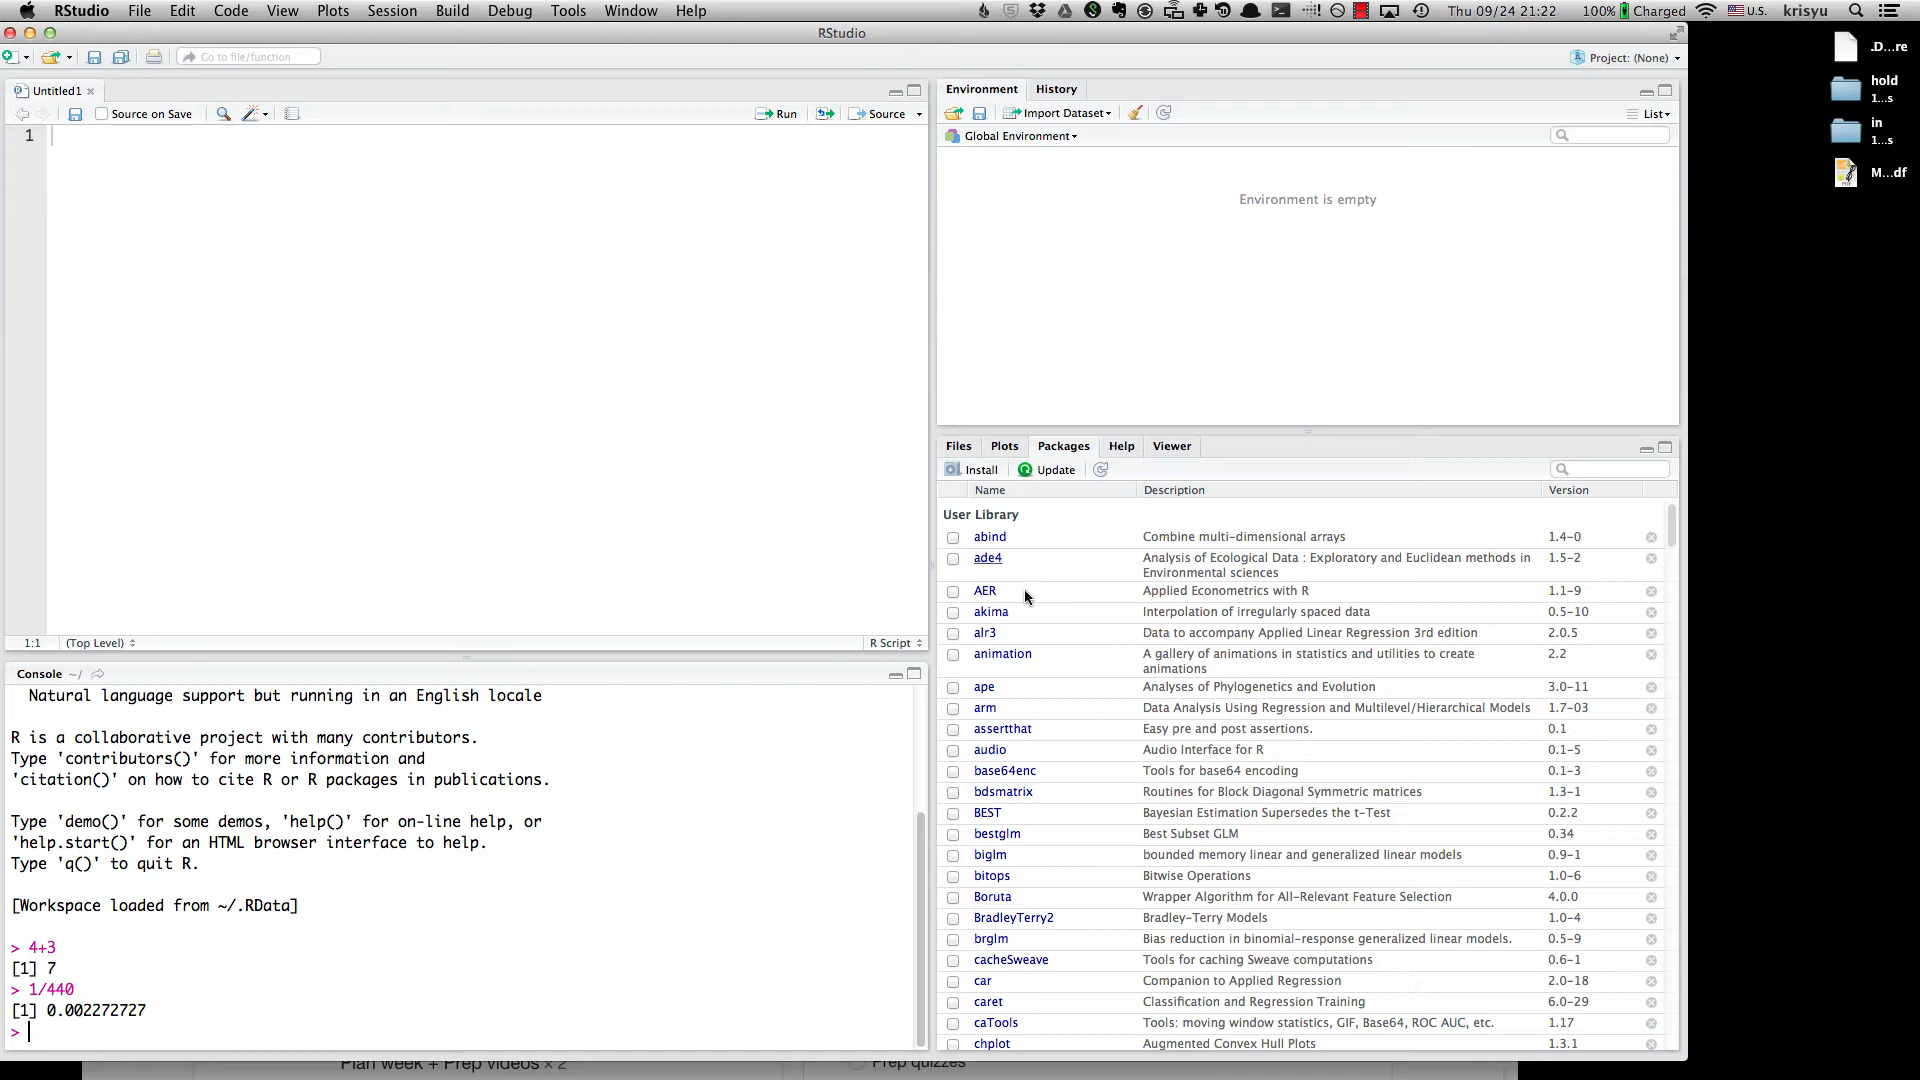 RStudio File Edit Code View Plots Session Build Debug Tools Window Help Thu 09/24 21:22 100% Charged U.S. krisyu
RStudio
Go to file/function Project: (None)
Untitled1
Source on Save Run Source
1
1:1 (Top Level) R Script
Console ~/
Natural language support but running in an English locale
R is a collaborative project with many contributors.
Type 'contributors()' for more information and
'citation()' on how to cite R or R packages in publications.
Type 'demo()' for some demos, 'help()' for on-line help, or
'help.start()' for an HTML browser interface to help.
Type 'q()' to quit R.
[Workspace loaded from ~/.RData]
> 4+3
[1] 7
> 1/440
[1] 0.002272727
>
Environment History
Import Dataset List
Global Environment
Environment is empty
Files Plots Packages Help Viewer
Install Update
Name Description Version
User Library
abind Combine multi-dimensional arrays 1.4-0
ade4 Analysis of Ecological Data : Exploratory and Euclidean methods in 1.5-2
Environmental sciences
AER Applied Econometrics with R 1.1-9
akima Interpolation of irregularly spaced data 0.5-10
alr3 Data to accompany Applied Linear Regression 3rd edition 2.0.5
animation A gallery of animations in statistics and utilities to create 2.2
animations
ape Analyses of Phylogenetics and Evolution 3.0-11
arm Data Analysis Using Regression and Multilevel/Hierarchical Models 1.7-03
assertthat Easy pre and post assertions. 0.1
audio Audio Interface for R 0.1-5
base64enc Tools for base64 encoding 0.1-3
bdsmatrix Routines for Block Diagonal Symmetric matrices 1.3-1
BEST Bayesian Estimation Supersedes the t-Test 0.2.2
bestglm Best Subset GLM 0.34
biglm bounded memory linear and generalized linear models 0.9-1
bitops Bitwise Operations 1.0-6
Boruta Wrapper Algorithm for All-Relevant Feature Selection 4.0.0
BradleyTerry2 Bradley-Terry Models 1.0-4
brglm Bias reduction in binomial-response generalized linear models. 0.5-9
cacheSweave Tools for caching Sweave computations 0.6-1
car Companion to Applied Regression 2.0-18
caret Classification and Regression Training 6.0-29
caTools Tools: moving window statistics, GIF, Base64, ROC AUC, etc. 1.17
chplot Augmented Convex Hull Plots 1.3.1
.D...re
hold
1...s
in
1...s
M...df
Plan week + Prep videos × 2
Prep quizzes